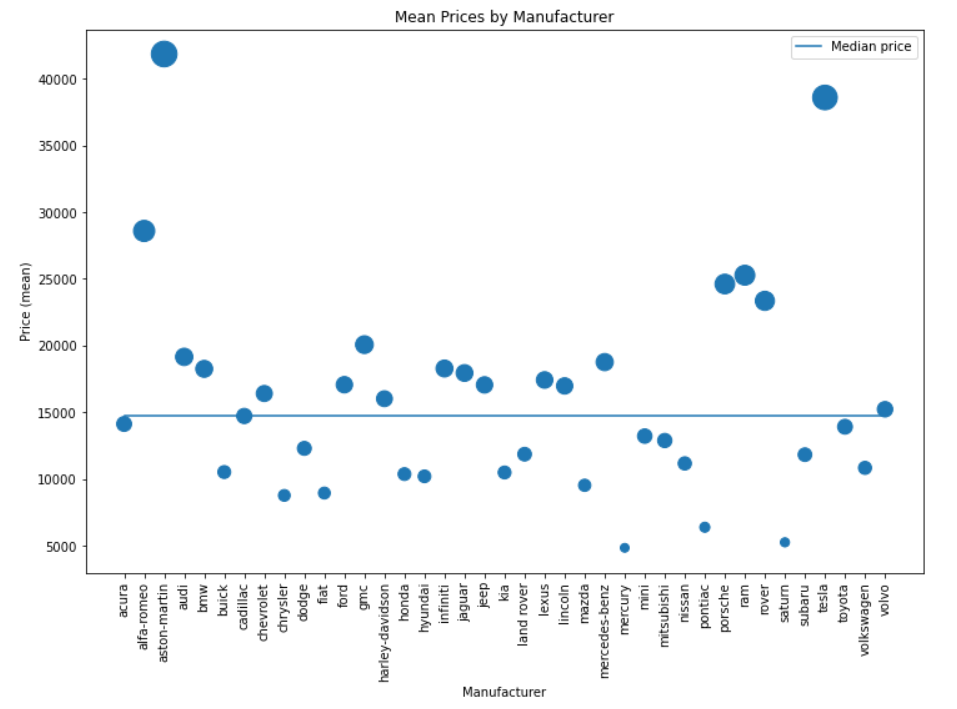 Mean Prices by Manufacturer
Median price
40000
35000
30000
25000
20000
15000
10000
5000
Price (mean)
acura
alfa-romeo
aston-martin
audi
bmw
buick
cadillac
chevrolet
chrysler
dodge
fiat
ford
gmc
harley-davidson
honda
hyundai
infiniti
jaguar
jeep
kia
land rover
lexus
lincoln
mazda
mercedes-benz
mercury
mini
mitsubishi
nissan
pontiac
porsche
ram
rover
saturn
subaru
tesla
toyota
volkswagen
volvo
Manufacturer